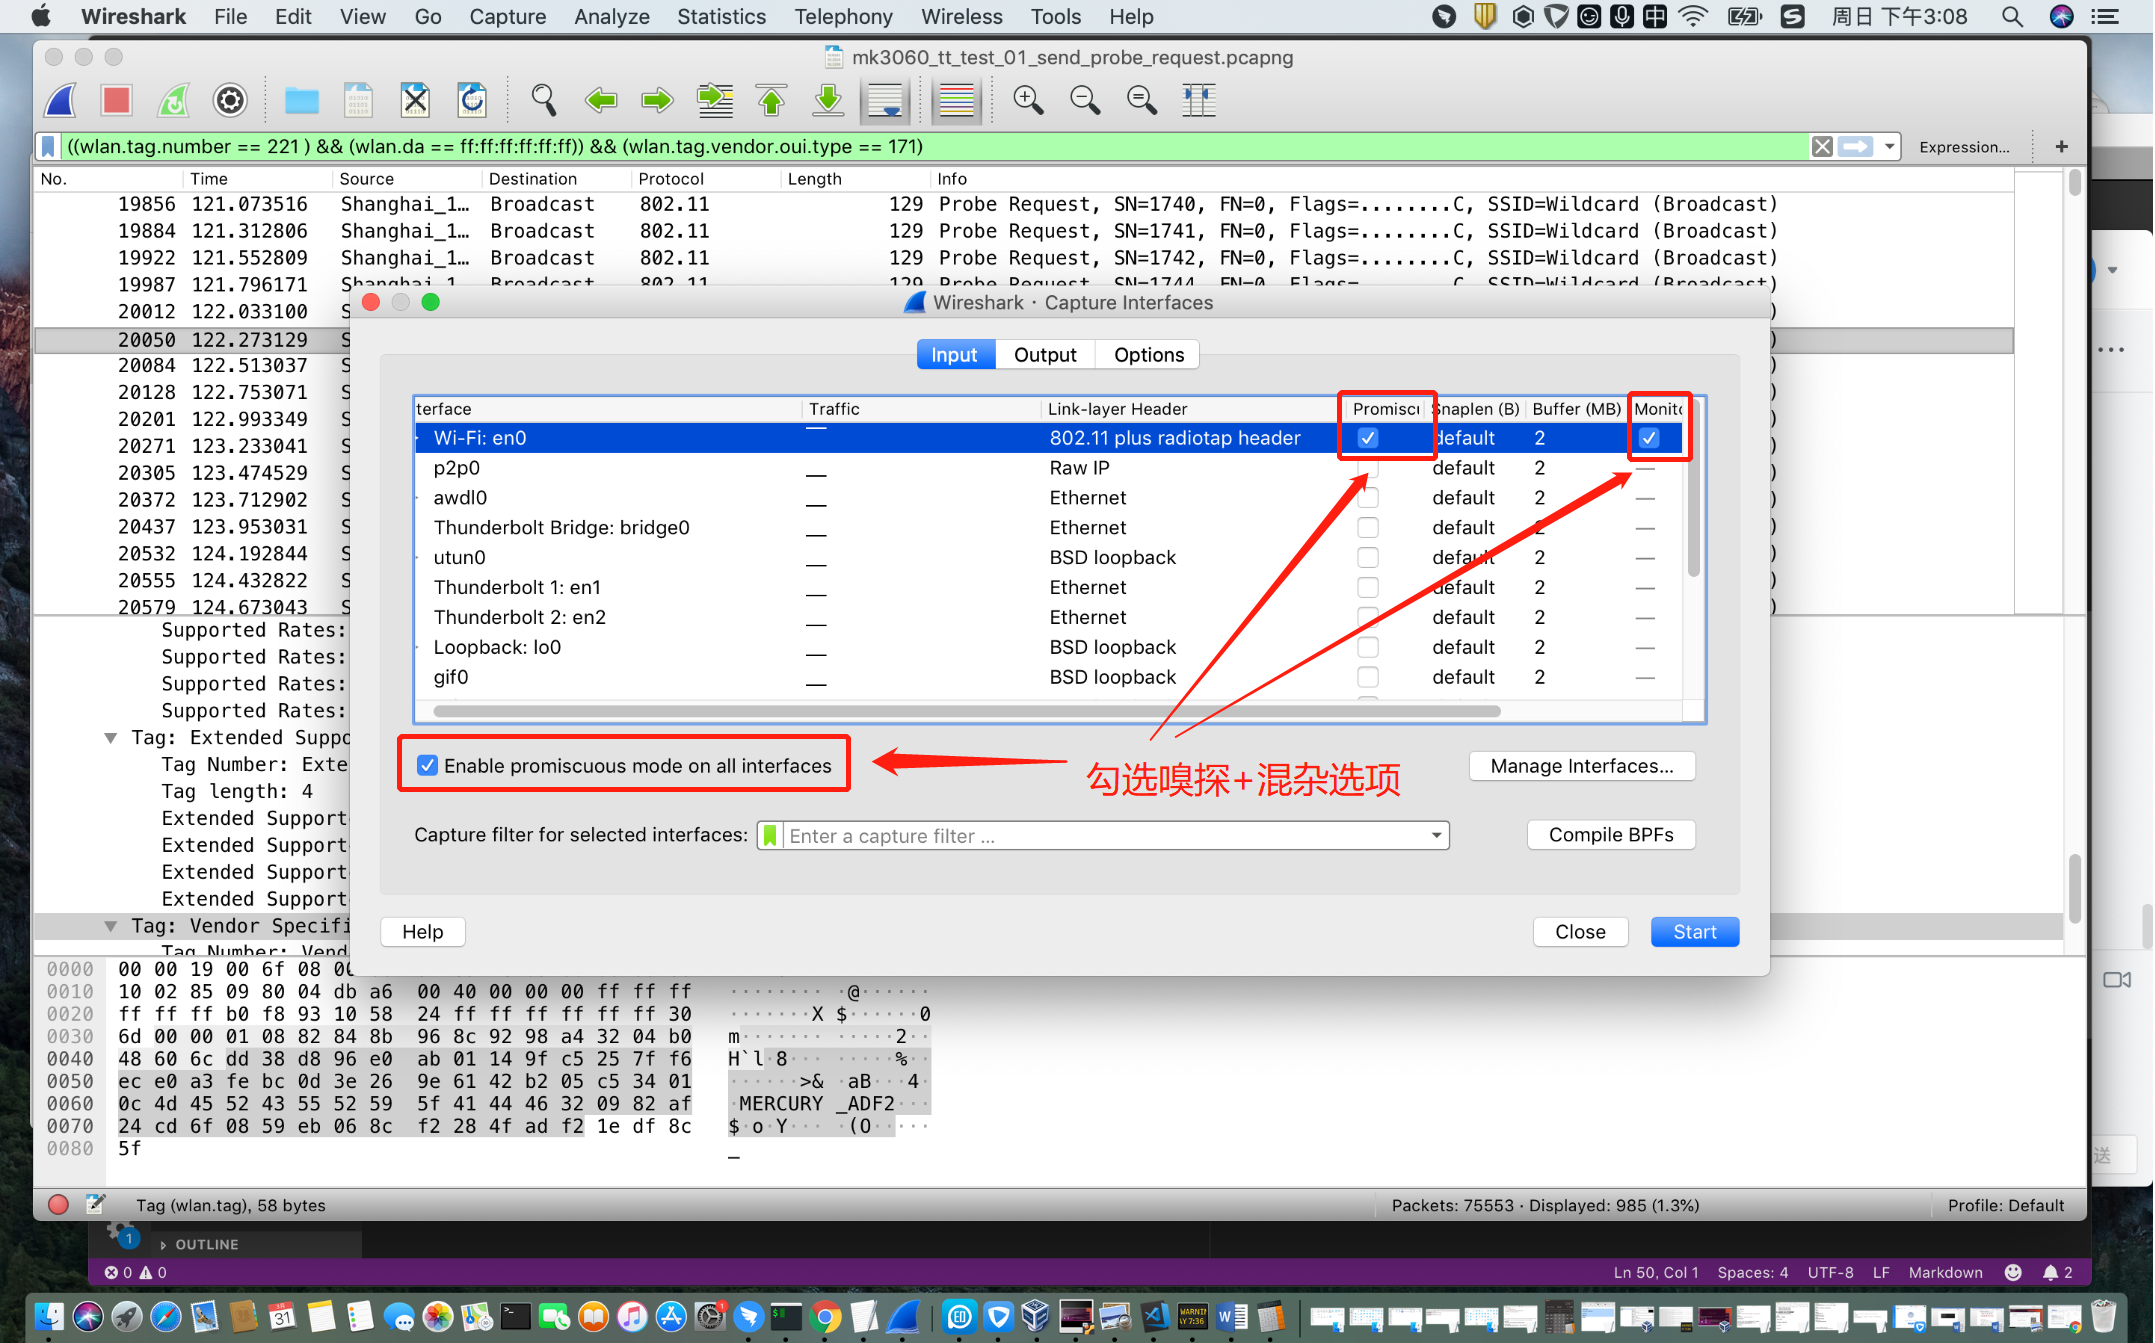 Wireshark File Edit View Go Capture Analyze Statistics Telephony Wireless Tools Help 中 周日 下午3:08
mk3060_tt_test_01_send_probe_request.pcapng
((wlan.tag.number == 221 ) && (wlan.da == ff:ff:ff:ff:ff:ff)) && (wlan.tag.vendor.oui.type == 171) Expression... +
No. Time Source Destination Protocol Length Info
19856 121.073516 Shanghai_1… Broadcast 802.11 129 Probe Request, SN=1740, FN=0, Flags=........C, SSID=Wildcard (Broadcast)
19884 121.312806 Shanghai_1… Broadcast 802.11 129 Probe Request, SN=1741, FN=0, Flags=........C, SSID=Wildcard (Broadcast)
19922 121.552809 Shanghai_1… Broadcast 802.11 129 Probe Request, SN=1742, FN=0, Flags=........C, SSID=Wildcard (Broadcast)
19987 121.796171 Shanghai_1… Broadcast 802.11 129 Probe Request, SN=1744, FN=0, Flags=........C, SSID=Wildcard (Broadcast)
20012 122.033100
20050 122.273129
20084 122.513037
20128 122.753071
20201 122.993349
20271 123.233041
20305 123.474529
20372 123.712902
20437 123.953031
20532 124.192844
20555 124.432822
20579 124.673043
Wireshark · Capture Interfaces
Input Output Options
terface Traffic Link-layer Header Promiscu Snaplen (B) Buffer (MB) Monito
Wi-Fi: en0 802.11 plus radiotap header default 2
p2p0 Raw IP default 2 —
awdl0 Ethernet default 2 —
Thunderbolt Bridge: bridge0 Ethernet default 2 —
utun0 BSD loopback default 2 —
Thunderbolt 1: en1 Ethernet default 2 —
Thunderbolt 2: en2 Ethernet default 2 —
Loopback: lo0 BSD loopback default 2 —
gif0 BSD loopback default 2 —
Enable promiscuous mode on all interfaces
勾选嗅探+混杂选项
Manage Interfaces...
Capture filter for selected interfaces: Enter a capture filter ... Compile BPFs
Help Close Start
Supported Rates:
Supported Rates:
Supported Rates:
Supported Rates:
Tag: Extended Suppo
Tag Number: Exte
Tag length: 4
Extended Support
Extended Support
Extended Support
Extended Support
Tag: Vendor Specifi
Tag Number: Vend
0000 00 00 19 00 6f 08 00
0010 10 02 85 09 80 04 db a6 00 40 00 00 00 ff ff ff ········ ·@······
0020 ff ff ff b0 f8 93 10 58 24 ff ff ff ff ff ff 30 ·······X $······0
0030 6d 00 00 01 08 82 84 8b 96 8c 92 98 a4 32 04 b0 m······· ·····2··
0040 48 60 6c dd 38 d8 96 e0 ab 01 14 9f c5 25 7f f6 H`l·8··· ·····%··
0050 ec e0 a3 fe bc 0d 3e 26 9e 61 42 b2 05 c5 34 01 ······>& ·aB···4·
0060 0c 4d 45 52 43 55 52 59 5f 41 44 46 32 09 82 af ·MERCURY _ADF2···
0070 24 cd 6f 08 59 eb 06 8c f2 28 4f ad f2 1e df 8c $·o·Y··· ·(O·····
0080 5f _
Tag (wlan.tag), 58 bytes Packets: 75553 · Displayed: 985 (1.3%) Profile: Default
送
1 OUTLINE
0 0 Ln 50, Col 1 Spaces: 4 UTF-8 LF Markdown 2
31 1